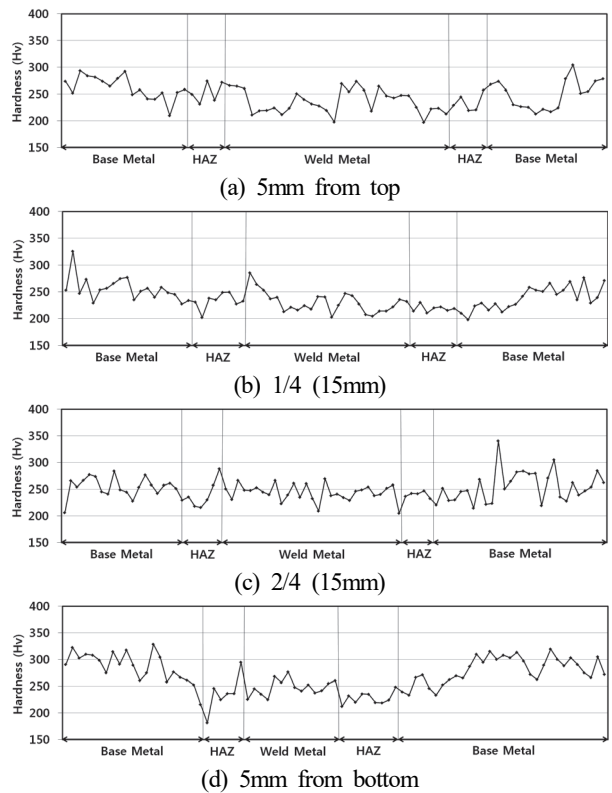 400
350
300
250
200
150
Hardness (Hv)
Base Metal HAZ Weld Metal HAZ Base Metal
(a) 5mm from top
400
350
300
250
200
150
Hardness (Hv)
Base Metal HAZ Weld Metal HAZ Base Metal
(b) 1/4 (15mm)
400
350
300
250
200
150
Hardness (Hv)
Base Metal HAZ Weld Metal HAZ Base Metal
(c) 2/4 (15mm)
400
350
300
250
200
150
Hardness (Hv)
Base Metal HAZ Weld Metal HAZ Base Metal
(d) 5mm from bottom